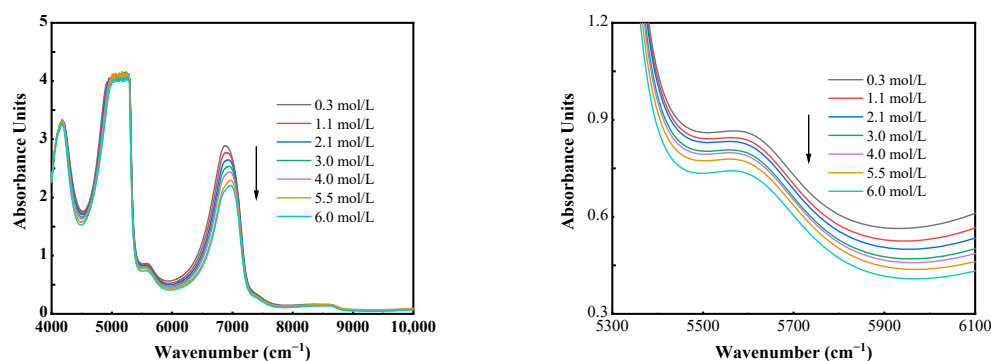 5
4
3
2
1
0
Absorbance Units
0.3 mol/L
1.1 mol/L
2.1 mol/L
3.0 mol/L
4.0 mol/L
5.5 mol/L
6.0 mol/L
4000 5000 6000 7000 8000 9000 10,000
Wavenumber (cm⁻¹)
1.2
0.9
0.6
0.3
Absorbance Units
0.3 mol/L
1.1 mol/L
2.1 mol/L
3.0 mol/L
4.0 mol/L
5.5 mol/L
6.0 mol/L
5300 5500 5700 5900 6100
Wavenumber (cm⁻¹)